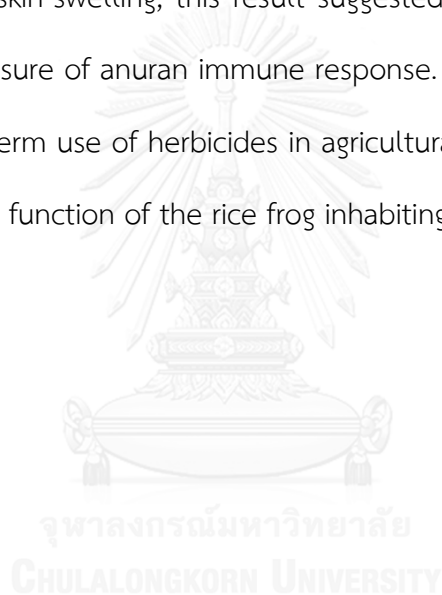 skin swelling, this result suggested
sure of anuran immune response.
erm use of herbicides in agricultura
function of the rice frog inhabiting
จุฬาลงกรณ์มหาวิทยาลัย
CHULALONGKORN UNIVERSITY